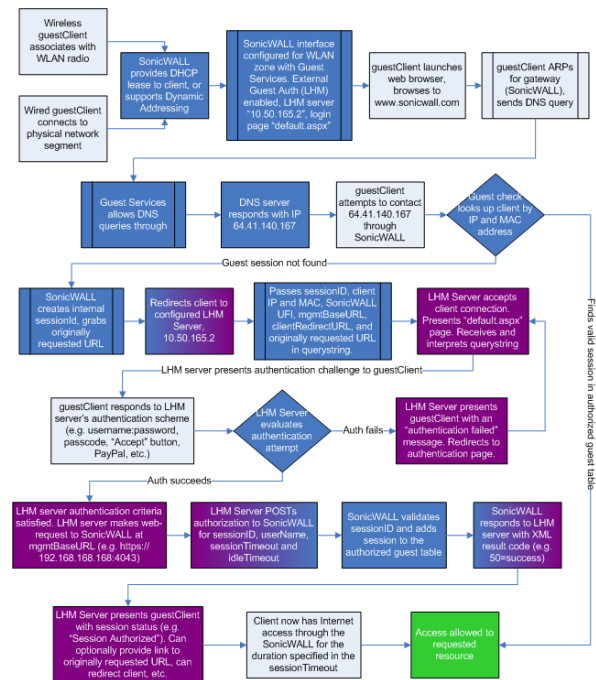 Wireless
guestClient
associates with
WLAN radio
Wired guestClient
connects to
physical network
segment
SonicWALL
provides DHCP
lease to client, or
supports Dynamic
Addressing
SonicWALL interface
configured for WLAN
zone with Guest
Services. External
Guest Auth (LHM)
enabled, LHM server
“10.50.165.2”, login
page “default.aspx”
guestClient launches
web browser,
browses to
www.sonicwall.com
guestClient ARPs
for gateway
(SonicWALL),
sends DNS query
Guest Services
allows DNS
queries through
DNS server
responds with IP
64.41.140.167
guestClient
attempts to contact
64.41.140.167
through
SonicWALL
Guest check
looks up client by
IP and MAC
address
Guest session not found
Finds valid session in authorized guest table
SonicWALL
creates internal
sessionId, grabs
originally
requested URL
Redirects client to
configured LHM
Server,
10.50.165.2
Passes sessionID, client
IP and MAC, SonicWALL
UFI, mgmtBaseURL,
clientRedirectURL, and
originally requested URL
in querystring.
LHM Server accepts
client connection.
Presents “default.aspx”
page. Receives and
interprets querystring
LHM server presents authentication challenge to guestClient
guestClient responds to LHM
server’s authentication scheme
(e.g. username:password,
passcode, “Accept” button,
PayPal, etc.)
LHM Server
evaluates
authentication
attempt
Auth fails
LHM Server presents
guestClient with an
“authentication failed”
message. Redirects to
authentication page.
Auth succeeds
LHM server authentication criteria
satisfied. LHM server makes web-
request to SonicWALL at
mgmtBaseURL (e.g. https://
192.168.168.168:4043)
LHM Server POSTs
authorization to SonicWALL
for sessionID, userName,
sessionTimeout and
idleTimeout
SonicWALL validates
sessionID and adds
session to the
authorized guest table
SonicWALL
responds to LHM
server with XML
result code (e.g.
50=success)
LHM Server presents guestClient
with session status (e.g.
“Session Authorized”). Can
optionally provide link to
originally requested URL, can
redirect client, etc.
Client now has Internet
access through the
SonicWALL for the
duration specified in the
sessionTimeout
Access allowed to
requested
resource